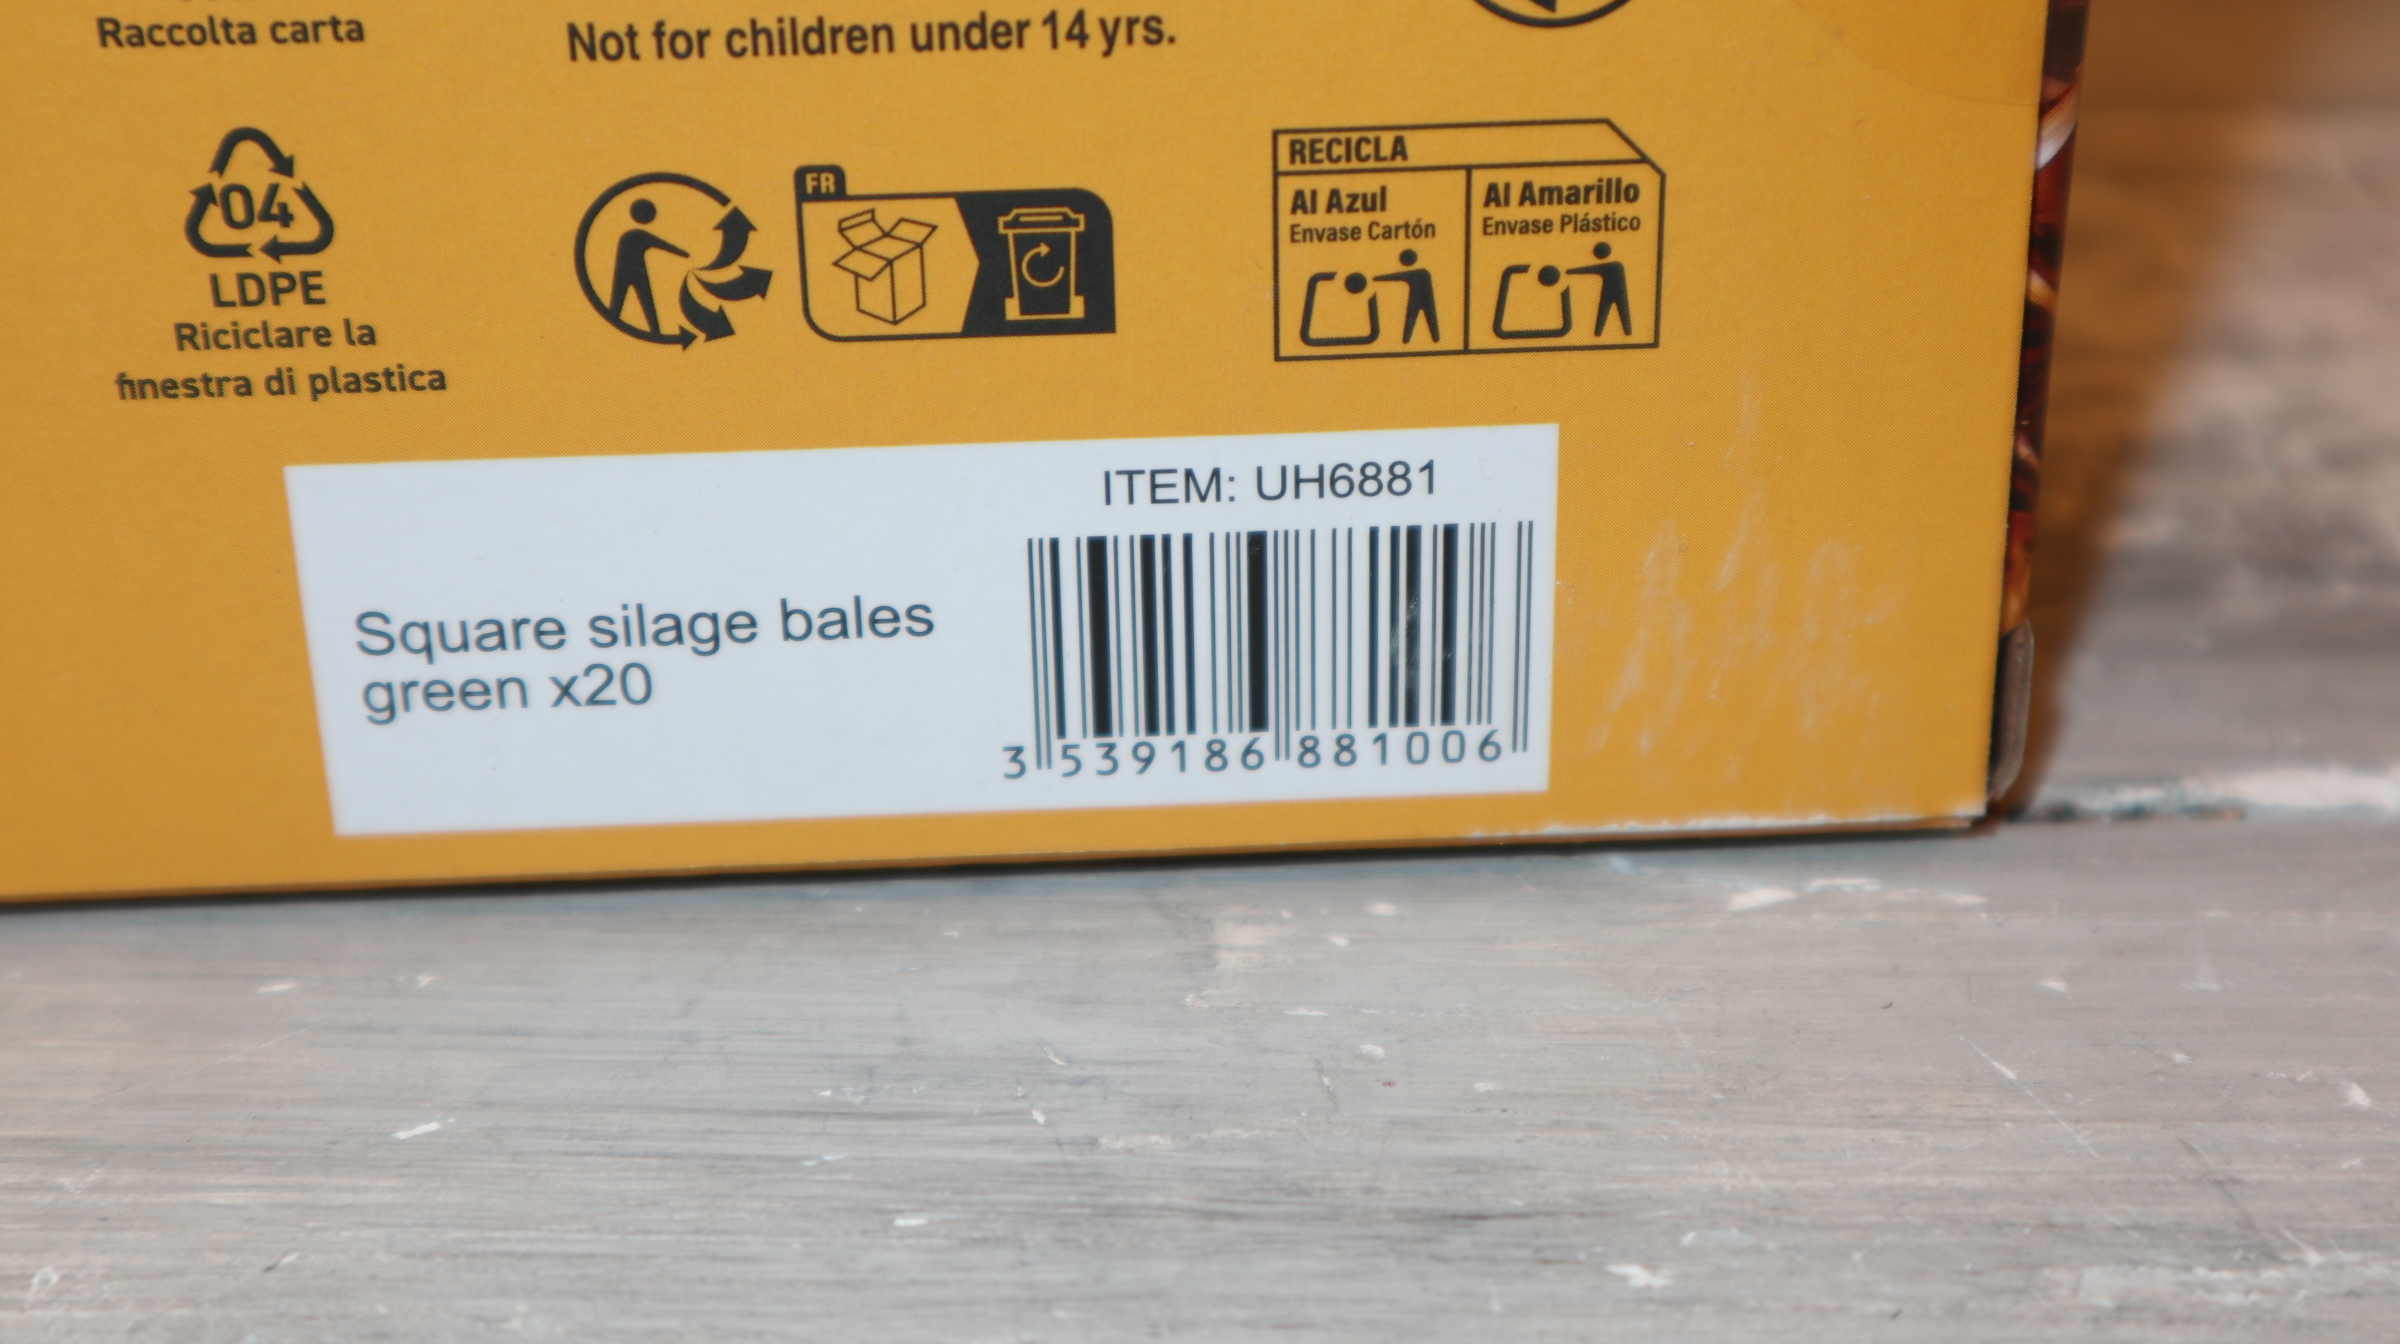 Raccolta carta
Not for children under 14 yrs.
04
LDPE
Riciclare la
finestra di plastica
FR
RECICLA
Al Azul
Envase Cartón
Al Amarillo
Envase Plástico
ITEM: UH6881
Square silage bales
green x20
3 539186 881006